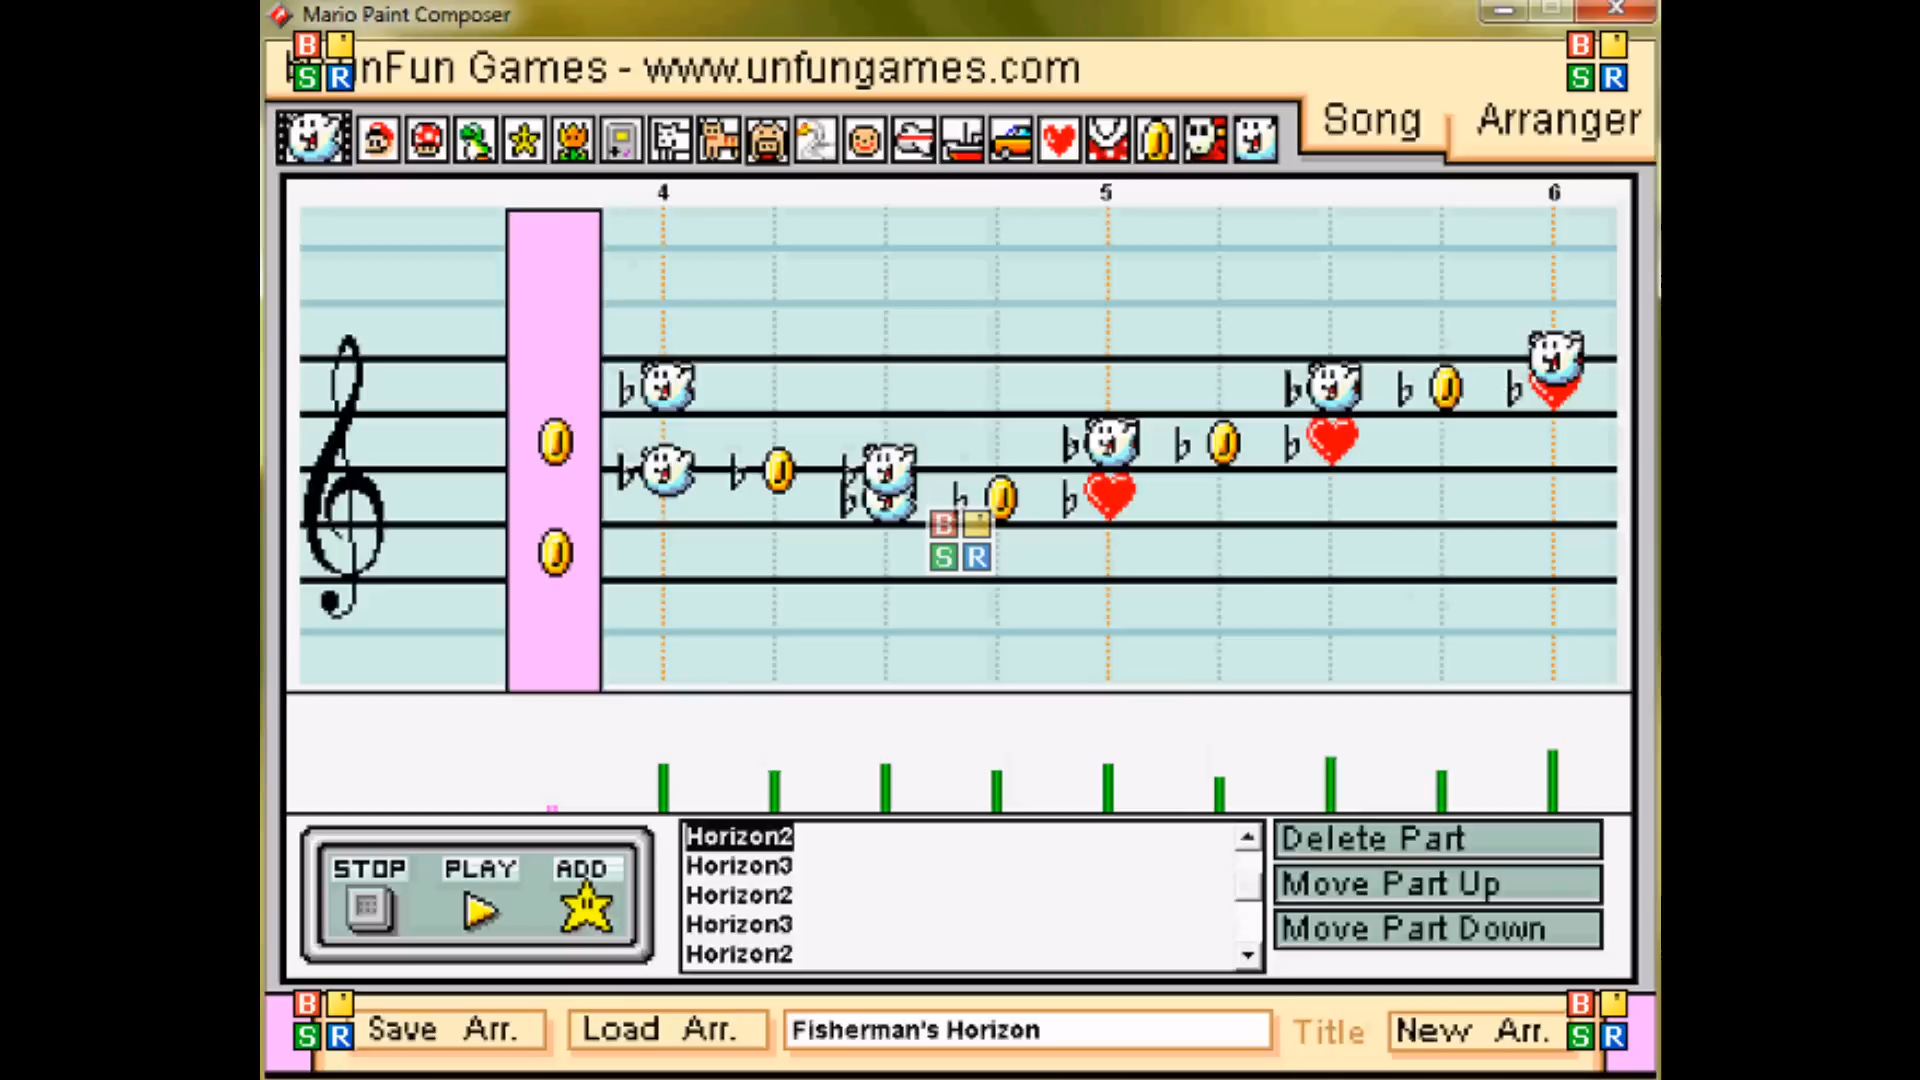 Mario Paint Composer
B ' nFun Games - www.unfungames.com B '
S R S R
Song Arranger
4 5 6
B '
S R
STOP PLAY ADD
Horizon2
Horizon3
Horizon2
Horizon3
Horizon2
Delete Part
Move Part Up
Move Part Down
B ' B '
S R Save Arr. Load Arr. Fisherman's Horizon Title New Arr. S R